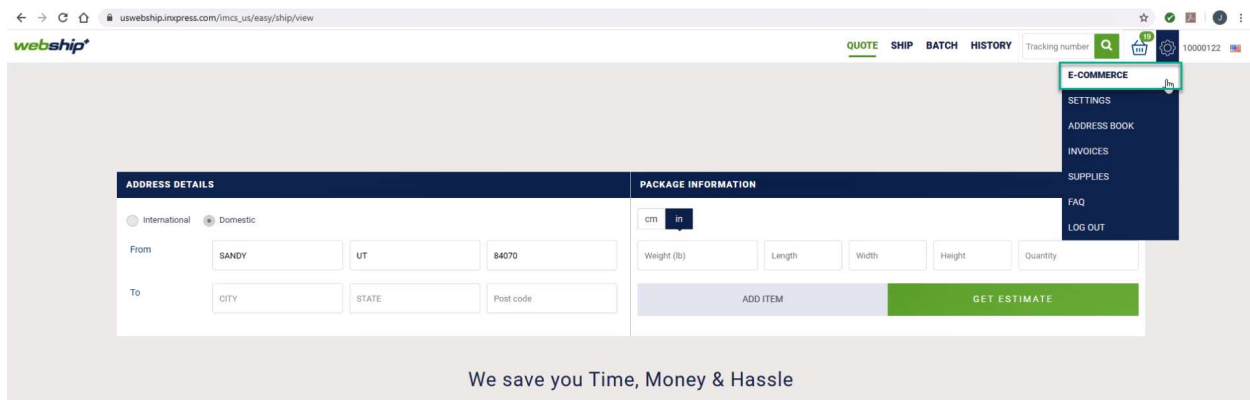 uswebship.inxpress.com/imcs_us/easy/ship/view
J
webship+
QUOTE SHIP BATCH HISTORY Tracking number 19 10000122
E-COMMERCE
SETTINGS
ADDRESS BOOK
INVOICES
SUPPLIES
FAQ
LOG OUT
ADDRESS DETAILS
International Domestic
From SANDY UT 84070
To CITY STATE Post code
PACKAGE INFORMATION
cm in
Weight (lb) Length Width Height Quantity
ADD ITEM GET ESTIMATE
We save you Time, Money & Hassle